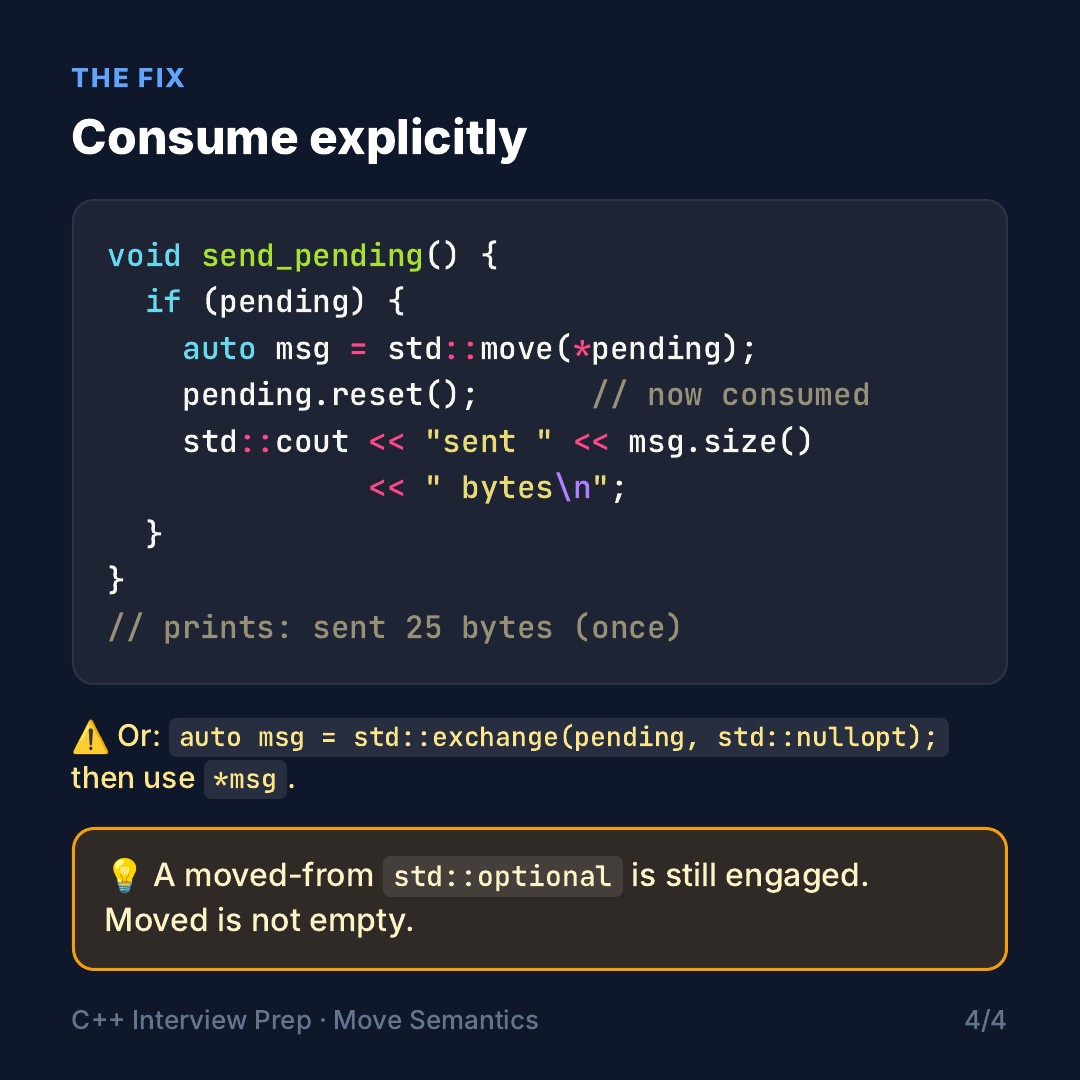 THE FIX
Consume explicitly
void send_pending() {
  if (pending) {
    auto msg = std::move(*pending);
    pending.reset();      // now consumed
    std::cout << "sent " << msg.size()
              << " bytes\n";
  }
}
// prints: sent 25 bytes (once)
⚠️ Or: auto msg = std::exchange(pending, std::nullopt);
then use *msg.
💡 A moved-from std::optional is still engaged.
Moved is not empty.
C++ Interview Prep · Move Semantics
4/4